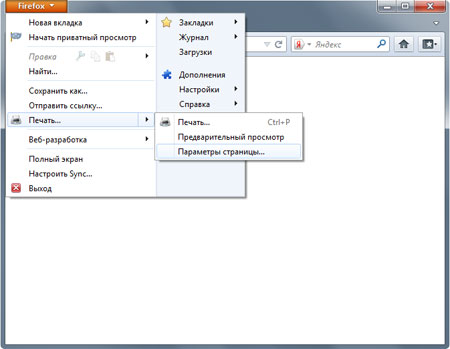 Firefox
Новая вкладка
Начать приватный просмотр
Правка
Найти...
Сохранить как...
Отправить ссылку...
Печать...
Веб-разработка
Полный экран
Настроить Sync...
Выход
Закладки
Журнал
Загрузки
Дополнения
Настройки
Справка
Печать... Ctrl+P
Предварительный просмотр
Параметры страницы...
Я Яндекс